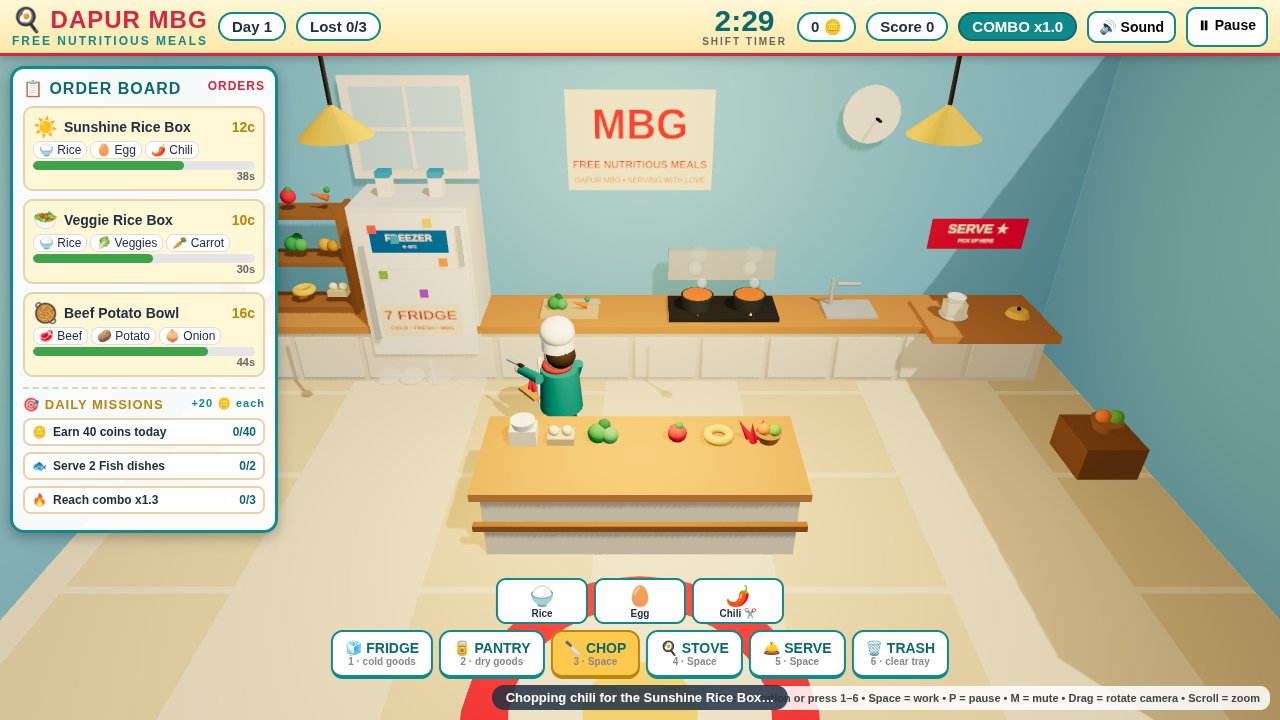 DAPUR MBG
FREE NUTRITIOUS MEALS
Day 1
Lost 0/3
2:29
SHIFT TIMER
0
Score 0
COMBO x1.0
Sound
Pause
ORDER BOARD
ORDERS
Sunshine Rice Box 12c
Rice Egg Chili
38s
Veggie Rice Box 10c
Rice Veggies Carrot
30s
Beef Potato Bowl 16c
Beef Potato Onion
44s
DAILY MISSIONS +20 each
Earn 40 coins today 0/40
Serve 2 Fish dishes 0/2
Reach combo x1.3 0/3
MBG
FREE NUTRITIOUS MEALS
DAPUR MBG • SERVING WITH LOVE
FREEZER
7 FRIDGE
COLD • FRESH • MBG
SERVE ★
PICK UP HERE
Rice
Egg
Chili
FRIDGE
1 · cold goods
PANTRY
2 · dry goods
CHOP
3 · Space
STOVE
4 · Space
SERVE
5 · Space
TRASH
6 · clear tray
Chopping chili for the Sunshine Rice Box…
or press 1–6 • Space = work • P = pause • M = mute • Drag = rotate camera • Scroll = zoom